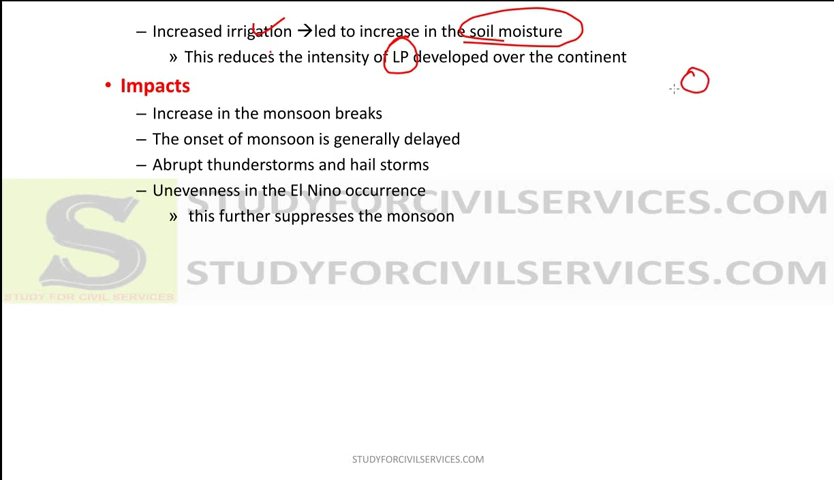 – Increased irrigation →led to increase in the soil moisture
» This reduces the intensity of LP developed over the continent
• Impacts
– Increase in the monsoon breaks
– The onset of monsoon is generally delayed
– Abrupt thunderstorms and hail storms
– Unevenness in the El Nino occurrence
STUDYFORCIVILSERVICES.COM
» this further suppresses the monsoon
S
STUDYFORCIVILSERVICES.COM
STUDY FOR CIVIL SERVICES
STUDYFORCIVILSERVICES.COM